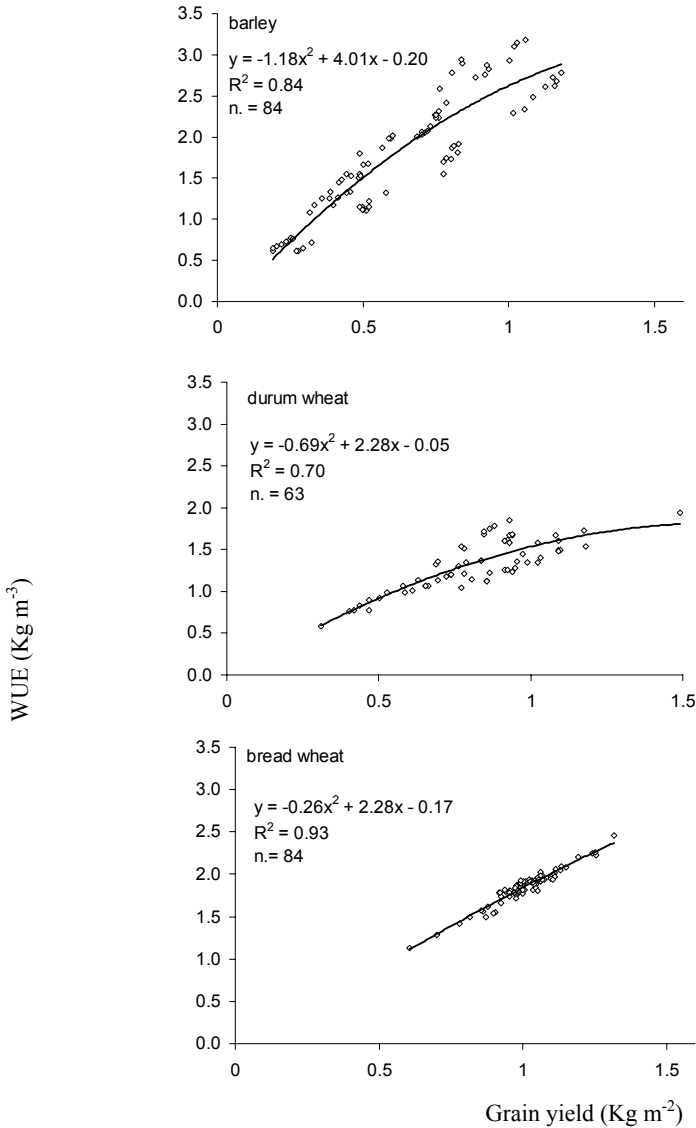 3.5
3.0
2.5
2.0
1.5
1.0
0.5
0.0
barley
y = -1.18x² + 4.01x - 0.20
R² = 0.84
n. = 84
0 0.5 1 1.5
3.5
3.0
2.5
2.0
1.5
1.0
0.5
0.0
durum wheat
y = -0.69x² + 2.28x - 0.05
R² = 0.70
n. = 63
0 0.5 1 1.5
WUE (Kg m⁻³)
3.5
3.0
2.5
2.0
1.5
1.0
0.5
0.0
bread wheat
y = -0.26x² + 2.28x - 0.17
R² = 0.93
n.= 84
0 0.5 1 1.5
Grain yield (Kg m⁻²)